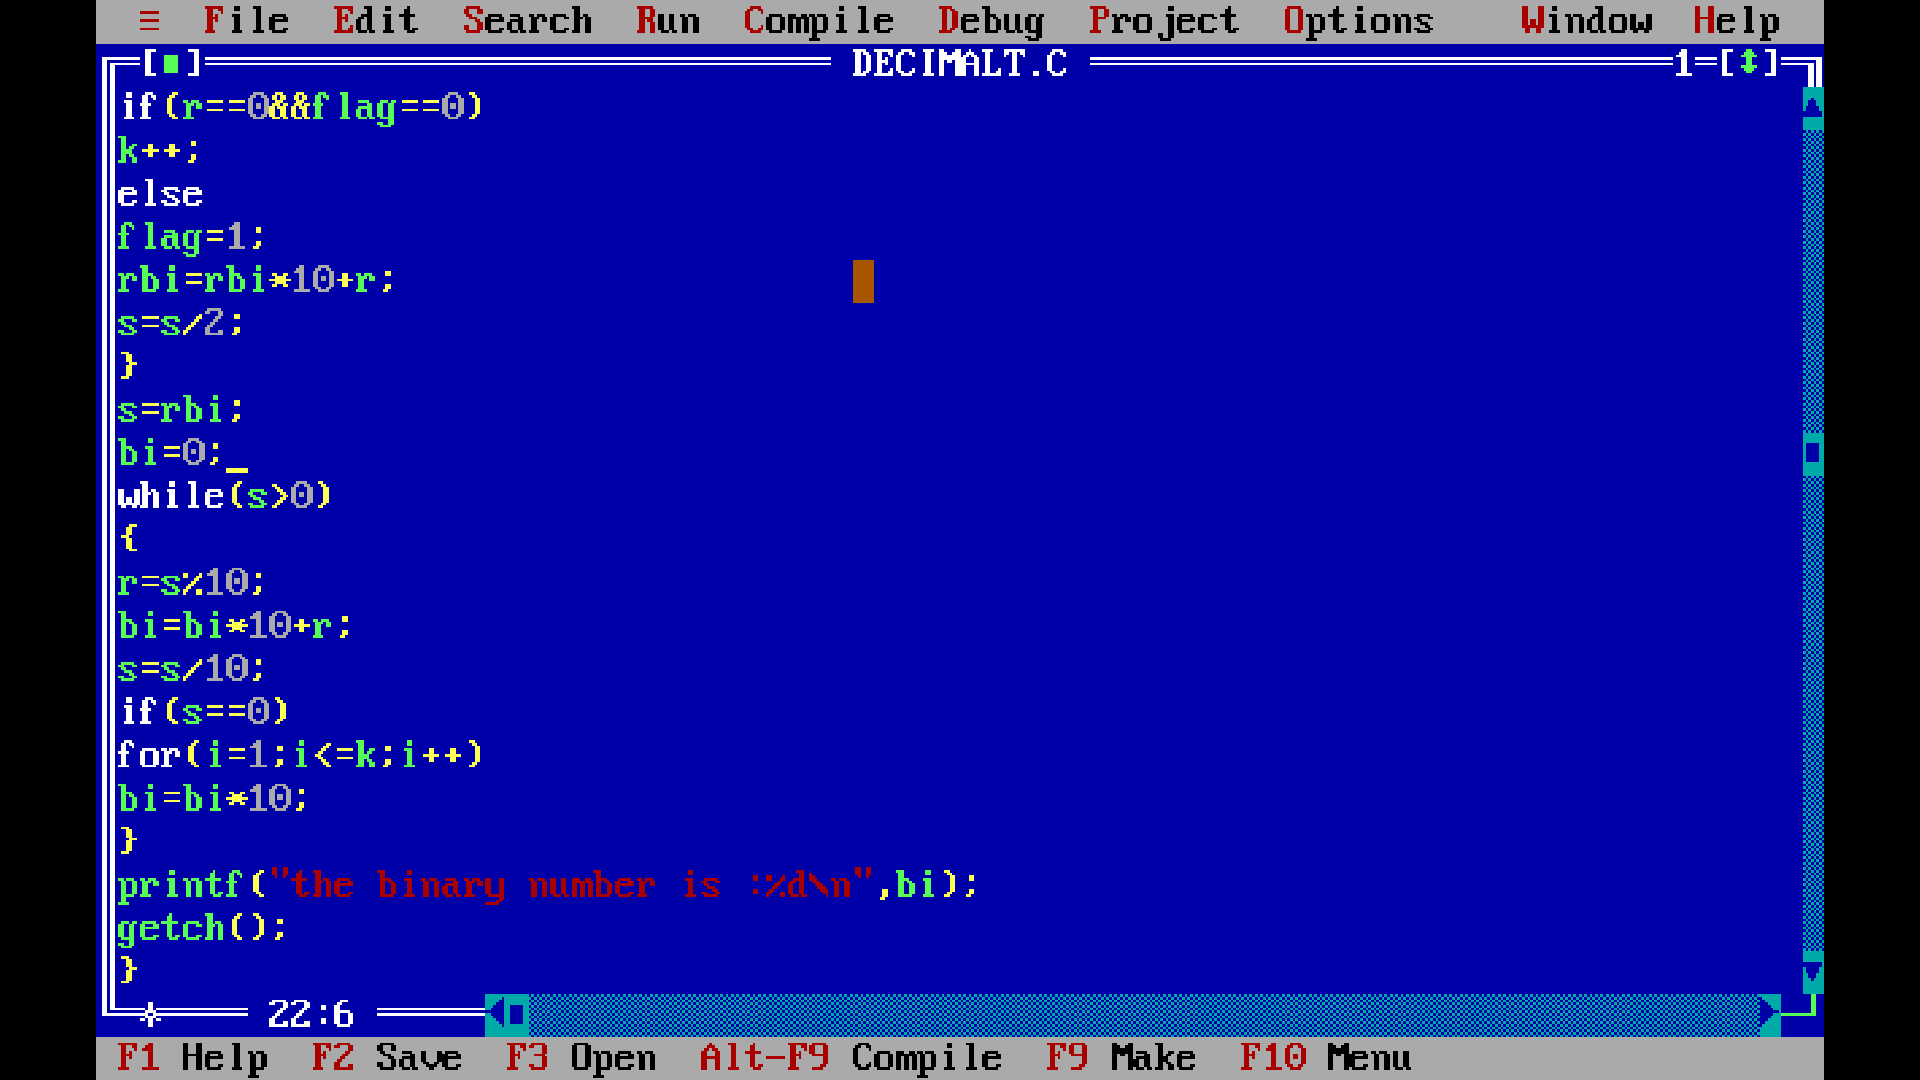 ≡ File Edit Search Run Compile Debug Project Options Window Help
[■] DECIMALT.C 1=[↕]
if(r==0&&flag==0)
k++;
else
flag=1;
rbi=rbi*10+r;
s=s/2;
}
s=rbi;
bi=0;_
while(s>0)
{
r=s%10;
bi=bi*10+r;
s=s/10;
if(s==0)
for(i=1;i<=k;i++)
bi=bi*10;
}
printf("the binary number is :%d\n",bi);
getch();
}
22:6
F1 Help F2 Save F3 Open Alt-F9 Compile F9 Make F10 Menu